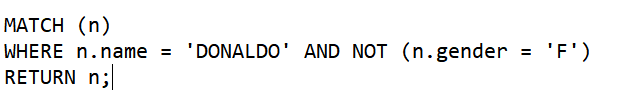 MATCH (n)
WHERE n.name = 'DONALDO' AND NOT (n.gender = 'F')
RETURN n;